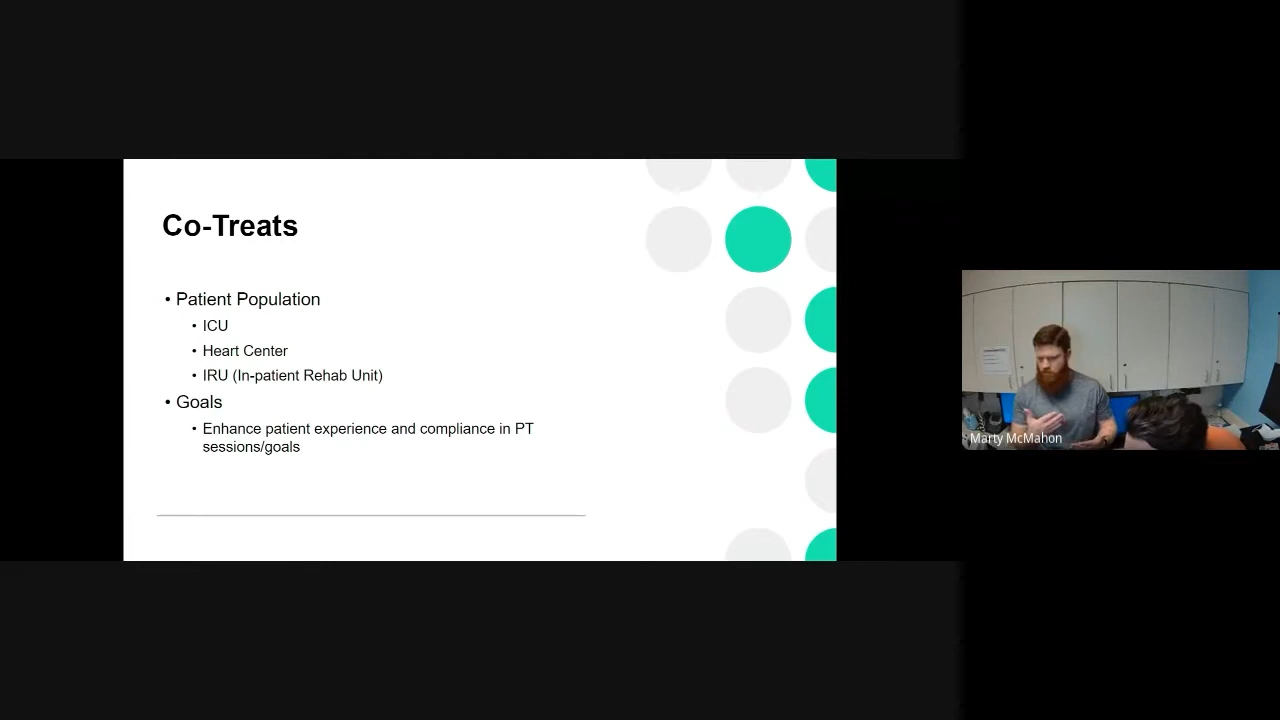 Co-Treats
• Patient Population
• ICU
• Heart Center
• IRU (In-patient Rehab Unit)
• Goals
• Enhance patient experience and compliance in PT
sessions/goals
Marty McMahon